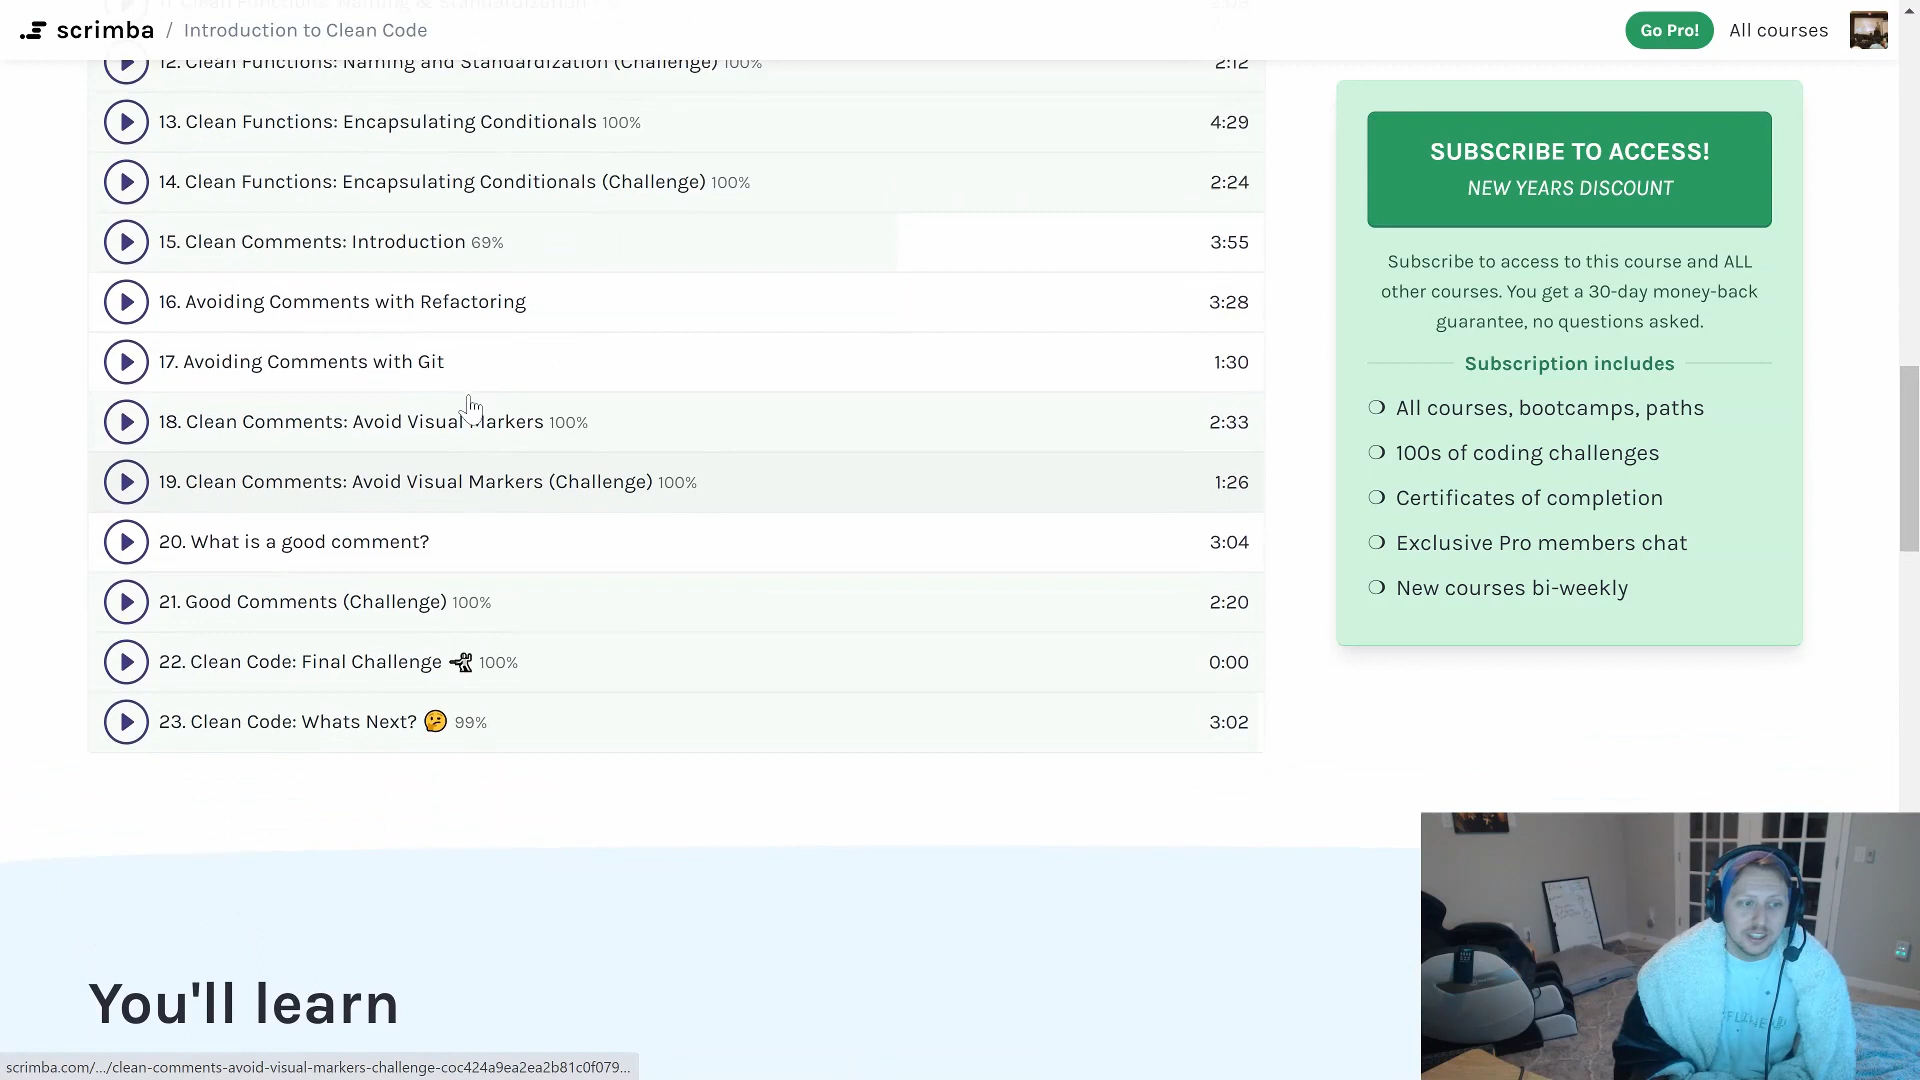 scrimba / Introduction to Clean Code
Go Pro!
All courses
12. Clean Functions: Naming and Standardization (Challenge) 100%
2:12
13. Clean Functions: Encapsulating Conditionals 100%
4:29
14. Clean Functions: Encapsulating Conditionals (Challenge) 100%
2:24
15. Clean Comments: Introduction 69%
3:55
16. Avoiding Comments with Refactoring
3:28
17. Avoiding Comments with Git
1:30
18. Clean Comments: Avoid Visual Markers 100%
2:33
19. Clean Comments: Avoid Visual Markers (Challenge) 100%
1:26
20. What is a good comment?
3:04
21. Good Comments (Challenge) 100%
2:20
22. Clean Code: Final Challenge 100%
0:00
23. Clean Code: Whats Next? 🤔 99%
3:02
SUBSCRIBE TO ACCESS!
NEW YEARS DISCOUNT
Subscribe to access to this course and ALL
other courses. You get a 30-day money-back
guarantee, no questions asked.
Subscription includes
All courses, bootcamps, paths
100s of coding challenges
Certificates of completion
Exclusive Pro members chat
New courses bi-weekly
You'll learn
scrimba.com/.../clean-comments-avoid-visual-markers-challenge-coc424a9ea2ea2b81c0f079...